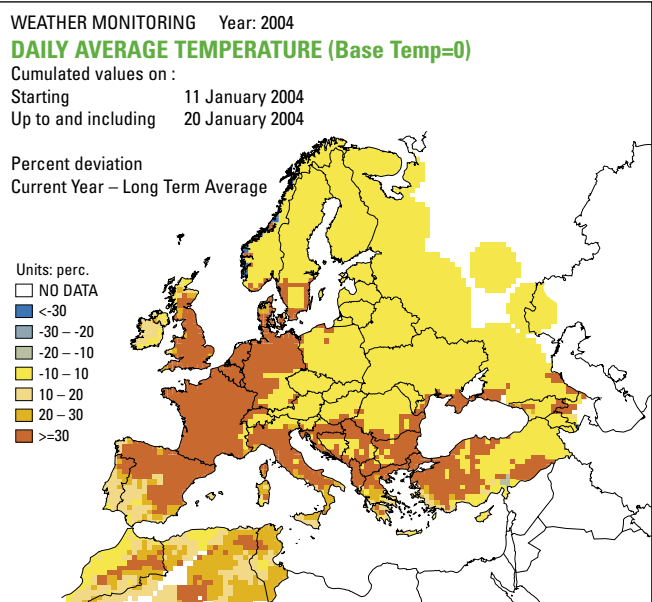 WEATHER MONITORING Year: 2004
DAILY AVERAGE TEMPERATURE (Base Temp=0)
Cumulated values on :
Starting 11 January 2004
Up to and including 20 January 2004
Percent deviation
Current Year – Long Term Average
Units: perc.
NO DATA
<-30
-30 – -20
-20 – -10
-10 – 10
10 – 20
20 – 30
>=30